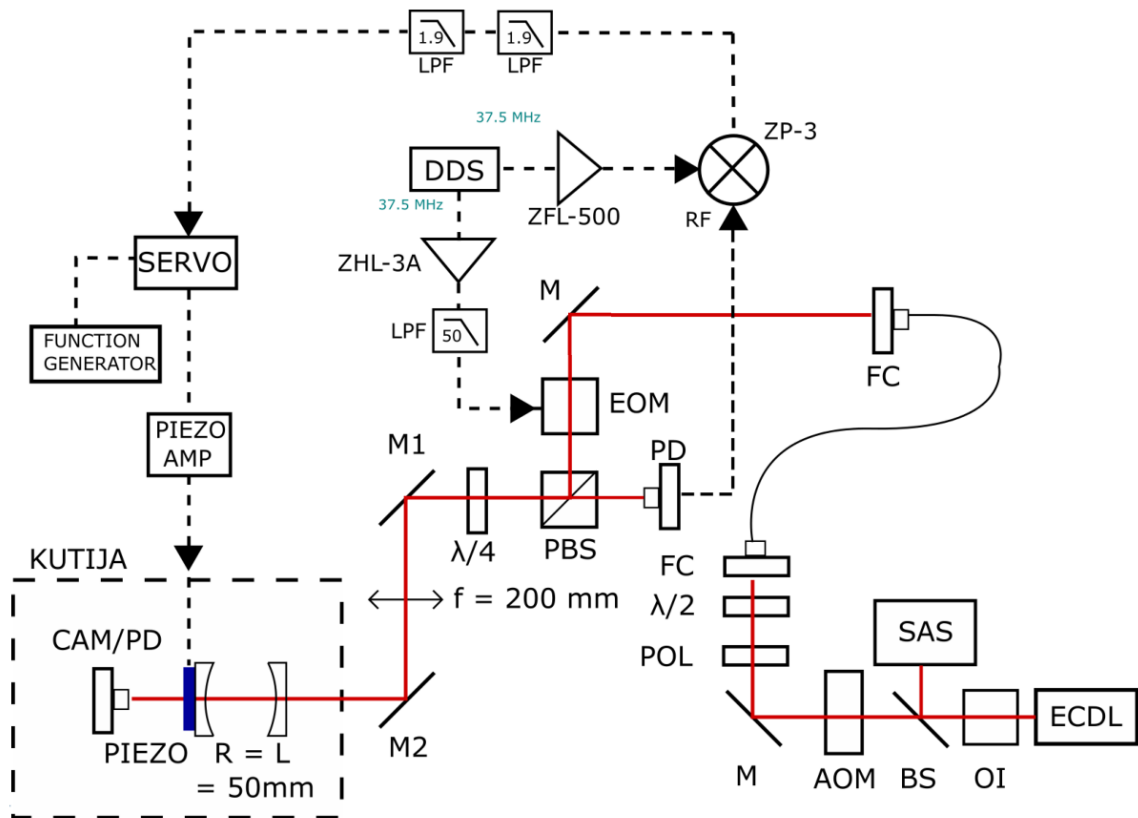 1.9
LPF
1.9
LPF
37.5 MHz
ZP-3
DDS
37.5 MHz
ZFL-500
RF
SERVO
ZHL-3A
M
LPF
50
FUNCTION
GENERATOR
FC
EOM
PIEZO
AMP
M1
PD
λ/4
PBS
KUTIJA
FC
f = 200 mm
λ/2
SAS
CAM/PD
POL
ECDL
PIEZO
R = L
= 50mm
M2
M
AOM
BS
OI